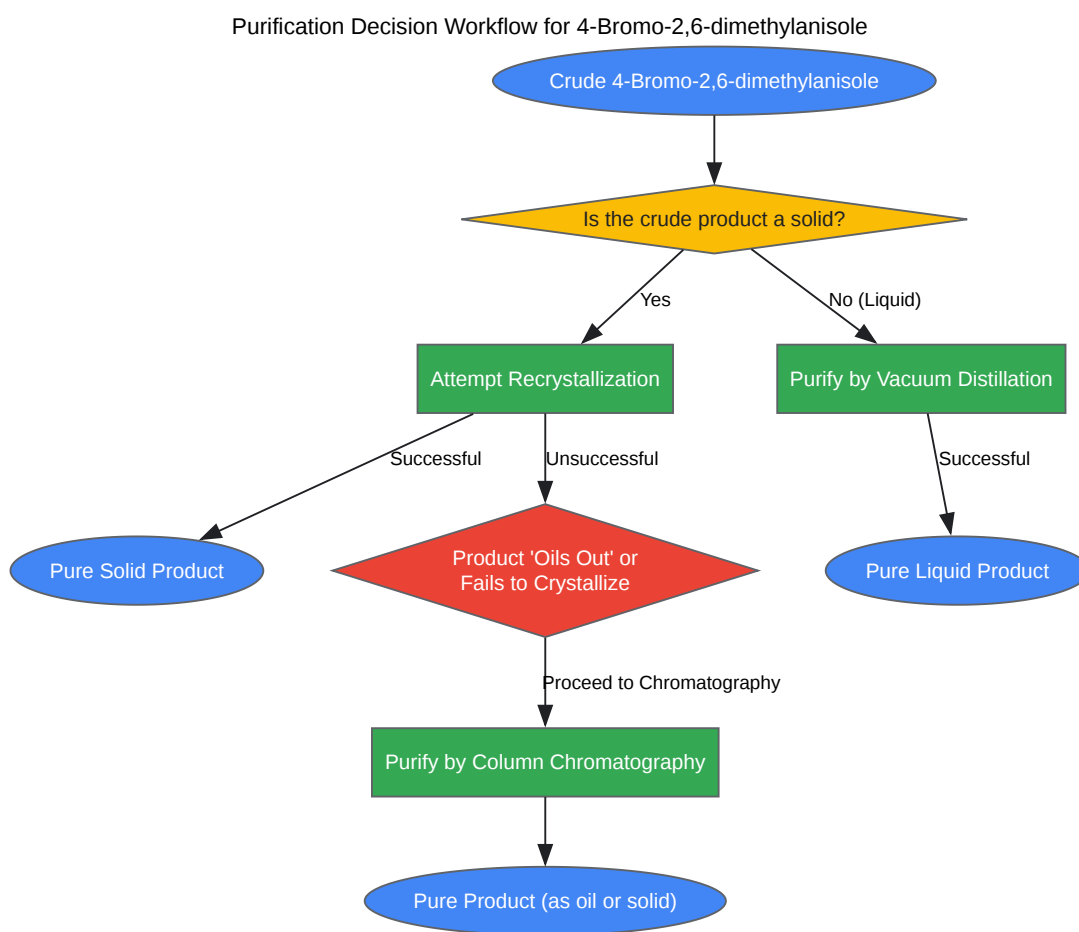 Purification Decision Workflow for 4-Bromo-2,6-dimethylanisole
Crude 4-Bromo-2,6-dimethylanisole
Is the crude product a solid?
Yes
No (Liquid)
Attempt Recrystallization
Purify by Vacuum Distillation
Successful
Unsuccessful
Successful
Pure Solid Product
Product 'Oils Out' or
Fails to Crystallize
Pure Liquid Product
Proceed to Chromatography
Purify by Column Chromatography
Pure Product (as oil or solid)